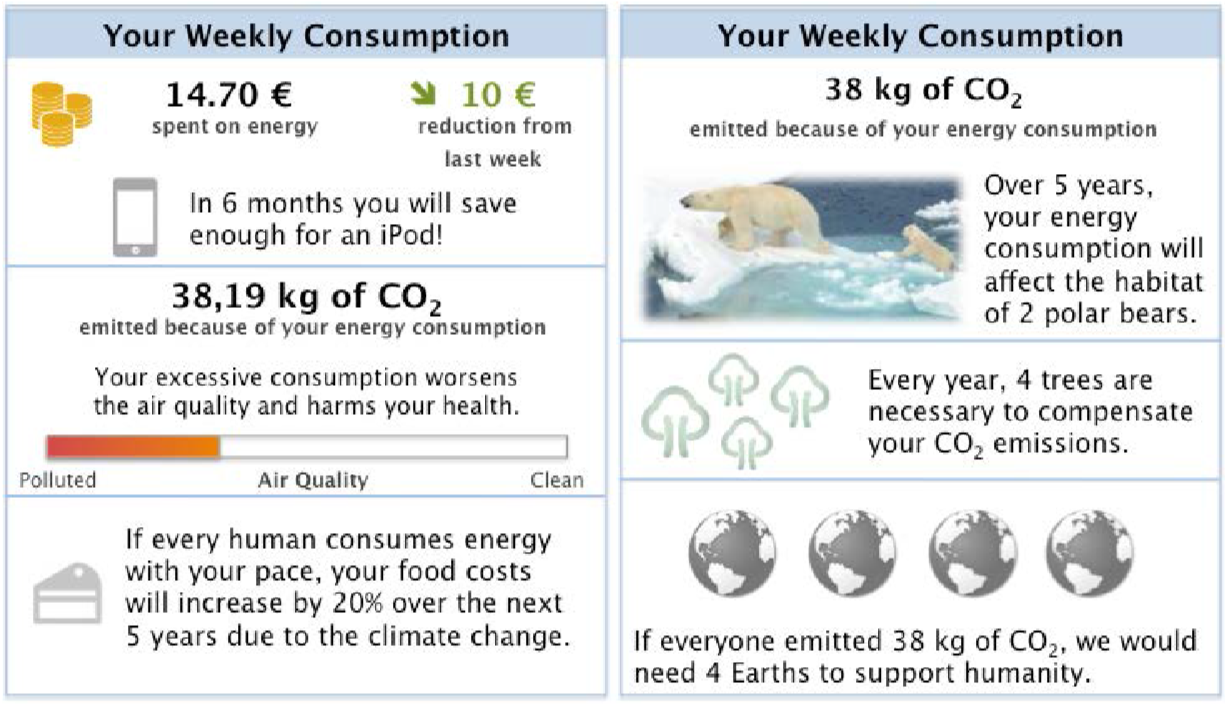 Your Weekly Consumption
14.70 €
spent on energy
10 €
reduction from
last week
In 6 months you will save
enough for an iPod!
38,19 kg of CO₂
emitted because of your energy consumption
Your excessive consumption worsens
the air quality and harms your health.
Polluted Air Quality Clean
If every human consumes energy
with your pace, your food costs
will increase by 20% over the next
5 years due to the climate change.
Your Weekly Consumption
38 kg of CO₂
emitted because of your energy consumption
Over 5 years,
your energy
consumption will
affect the habitat
of 2 polar bears.
Every year, 4 trees are
necessary to compensate
your CO₂ emissions.
If everyone emitted 38 kg of CO₂, we would
need 4 Earths to support humanity.